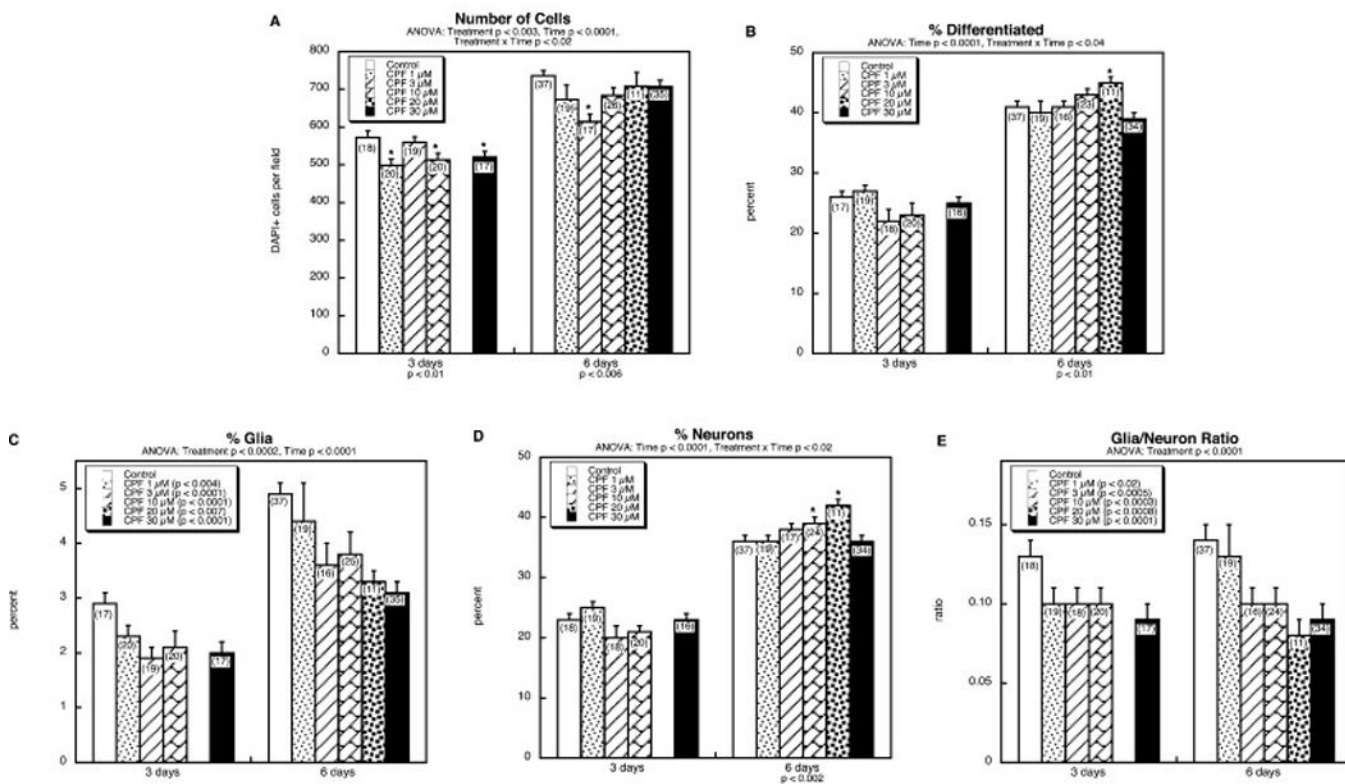 A
Number of Cells
ANOVA: Treatment p < 0.003, Time p < 0.0001,
Treatment x Time p < 0.02
800
700
600
500
400
300
200
100
0
DAPI+ cells per field
Control
CPF 1 µM
CPF 3 µM
CPF 10 µM
CPF 20 µM
CPF 30 µM
(18)
* (20)
(19)
* (20)
* (17)
(37)
(19)
* (17)
(26)
(11)
(35)
3 days
p < 0.01
6 days
p < 0.006
B
% Differentiated
ANOVA: Time p < 0.0001, Treatment x Time p < 0.04
50
40
30
20
10
0
percent
Control
CPF 1 µM
CPF 3 µM
CPF 10 µM
CPF 20 µM
CPF 30 µM
(17)
(19)
(18)
(20)
(16)
(37)
(19)
(16)
(23)
* (11)
(34)
3 days
6 days
p < 0.01
C
% Glia
ANOVA: Treatment p < 0.0002, Time p < 0.0001
5
4
3
2
1
0
percent
Control
CPF 1 µM (p < 0.004)
CPF 3 µM (p < 0.0001)
CPF 10 µM (p < 0.0001)
CPF 20 µM (p < 0.007)
CPF 30 µM (p < 0.0001)
(17)
(20)
(19)
(20)
(17)
(37)
(19)
(16)
(25)
(11)
(35)
3 days
6 days
D
% Neurons
ANOVA: Time p < 0.0001, Treatment x Time p < 0.02
50
40
30
20
10
0
percent
Control
CPF 1 µM
CPF 3 µM
CPF 10 µM
CPF 20 µM
CPF 30 µM
(18)
(19)
(18)
(20)
(16)
(37)
(19)
(17)
* (24)
* (11)
(34)
3 days
6 days
p < 0.002
E
Glia/Neuron Ratio
ANOVA: Treatment p < 0.0001
0.15
0.10
0.05
0.00
ratio
Control
CPF 1 µM (p < 0.02)
CPF 3 µM (p < 0.0005)
CPF 10 µM (p < 0.0003)
CPF 20 µM (p < 0.0008)
CPF 30 µM (p < 0.0001)
(18)
(19)
(18)
(20)
(17)
(37)
(19)
(16)
(24)
(11)
(34)
3 days
6 days